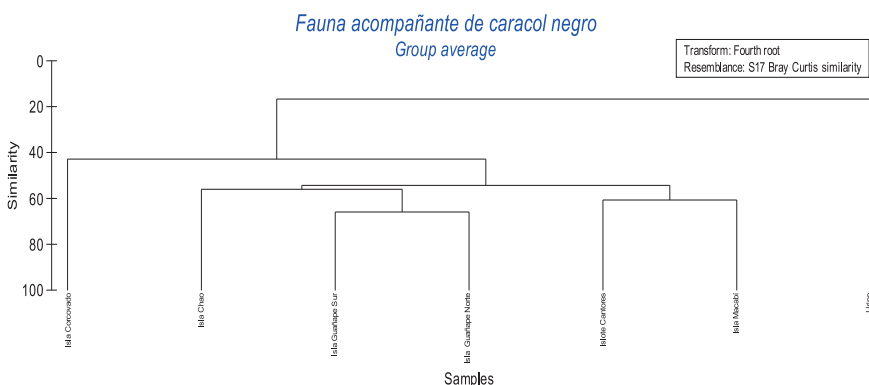 Fauna acompañante de caracol negro
Group average
Transform: Fourth root
Resemblance: S17 Bray Curtis similarity
Similarity
0
20
40
60
80
100
Isla Corcovado
Isla Chao
Isla Guañape Sur
Isla Guañape Norte
Islote Cantores
Isla Macabí
Samples